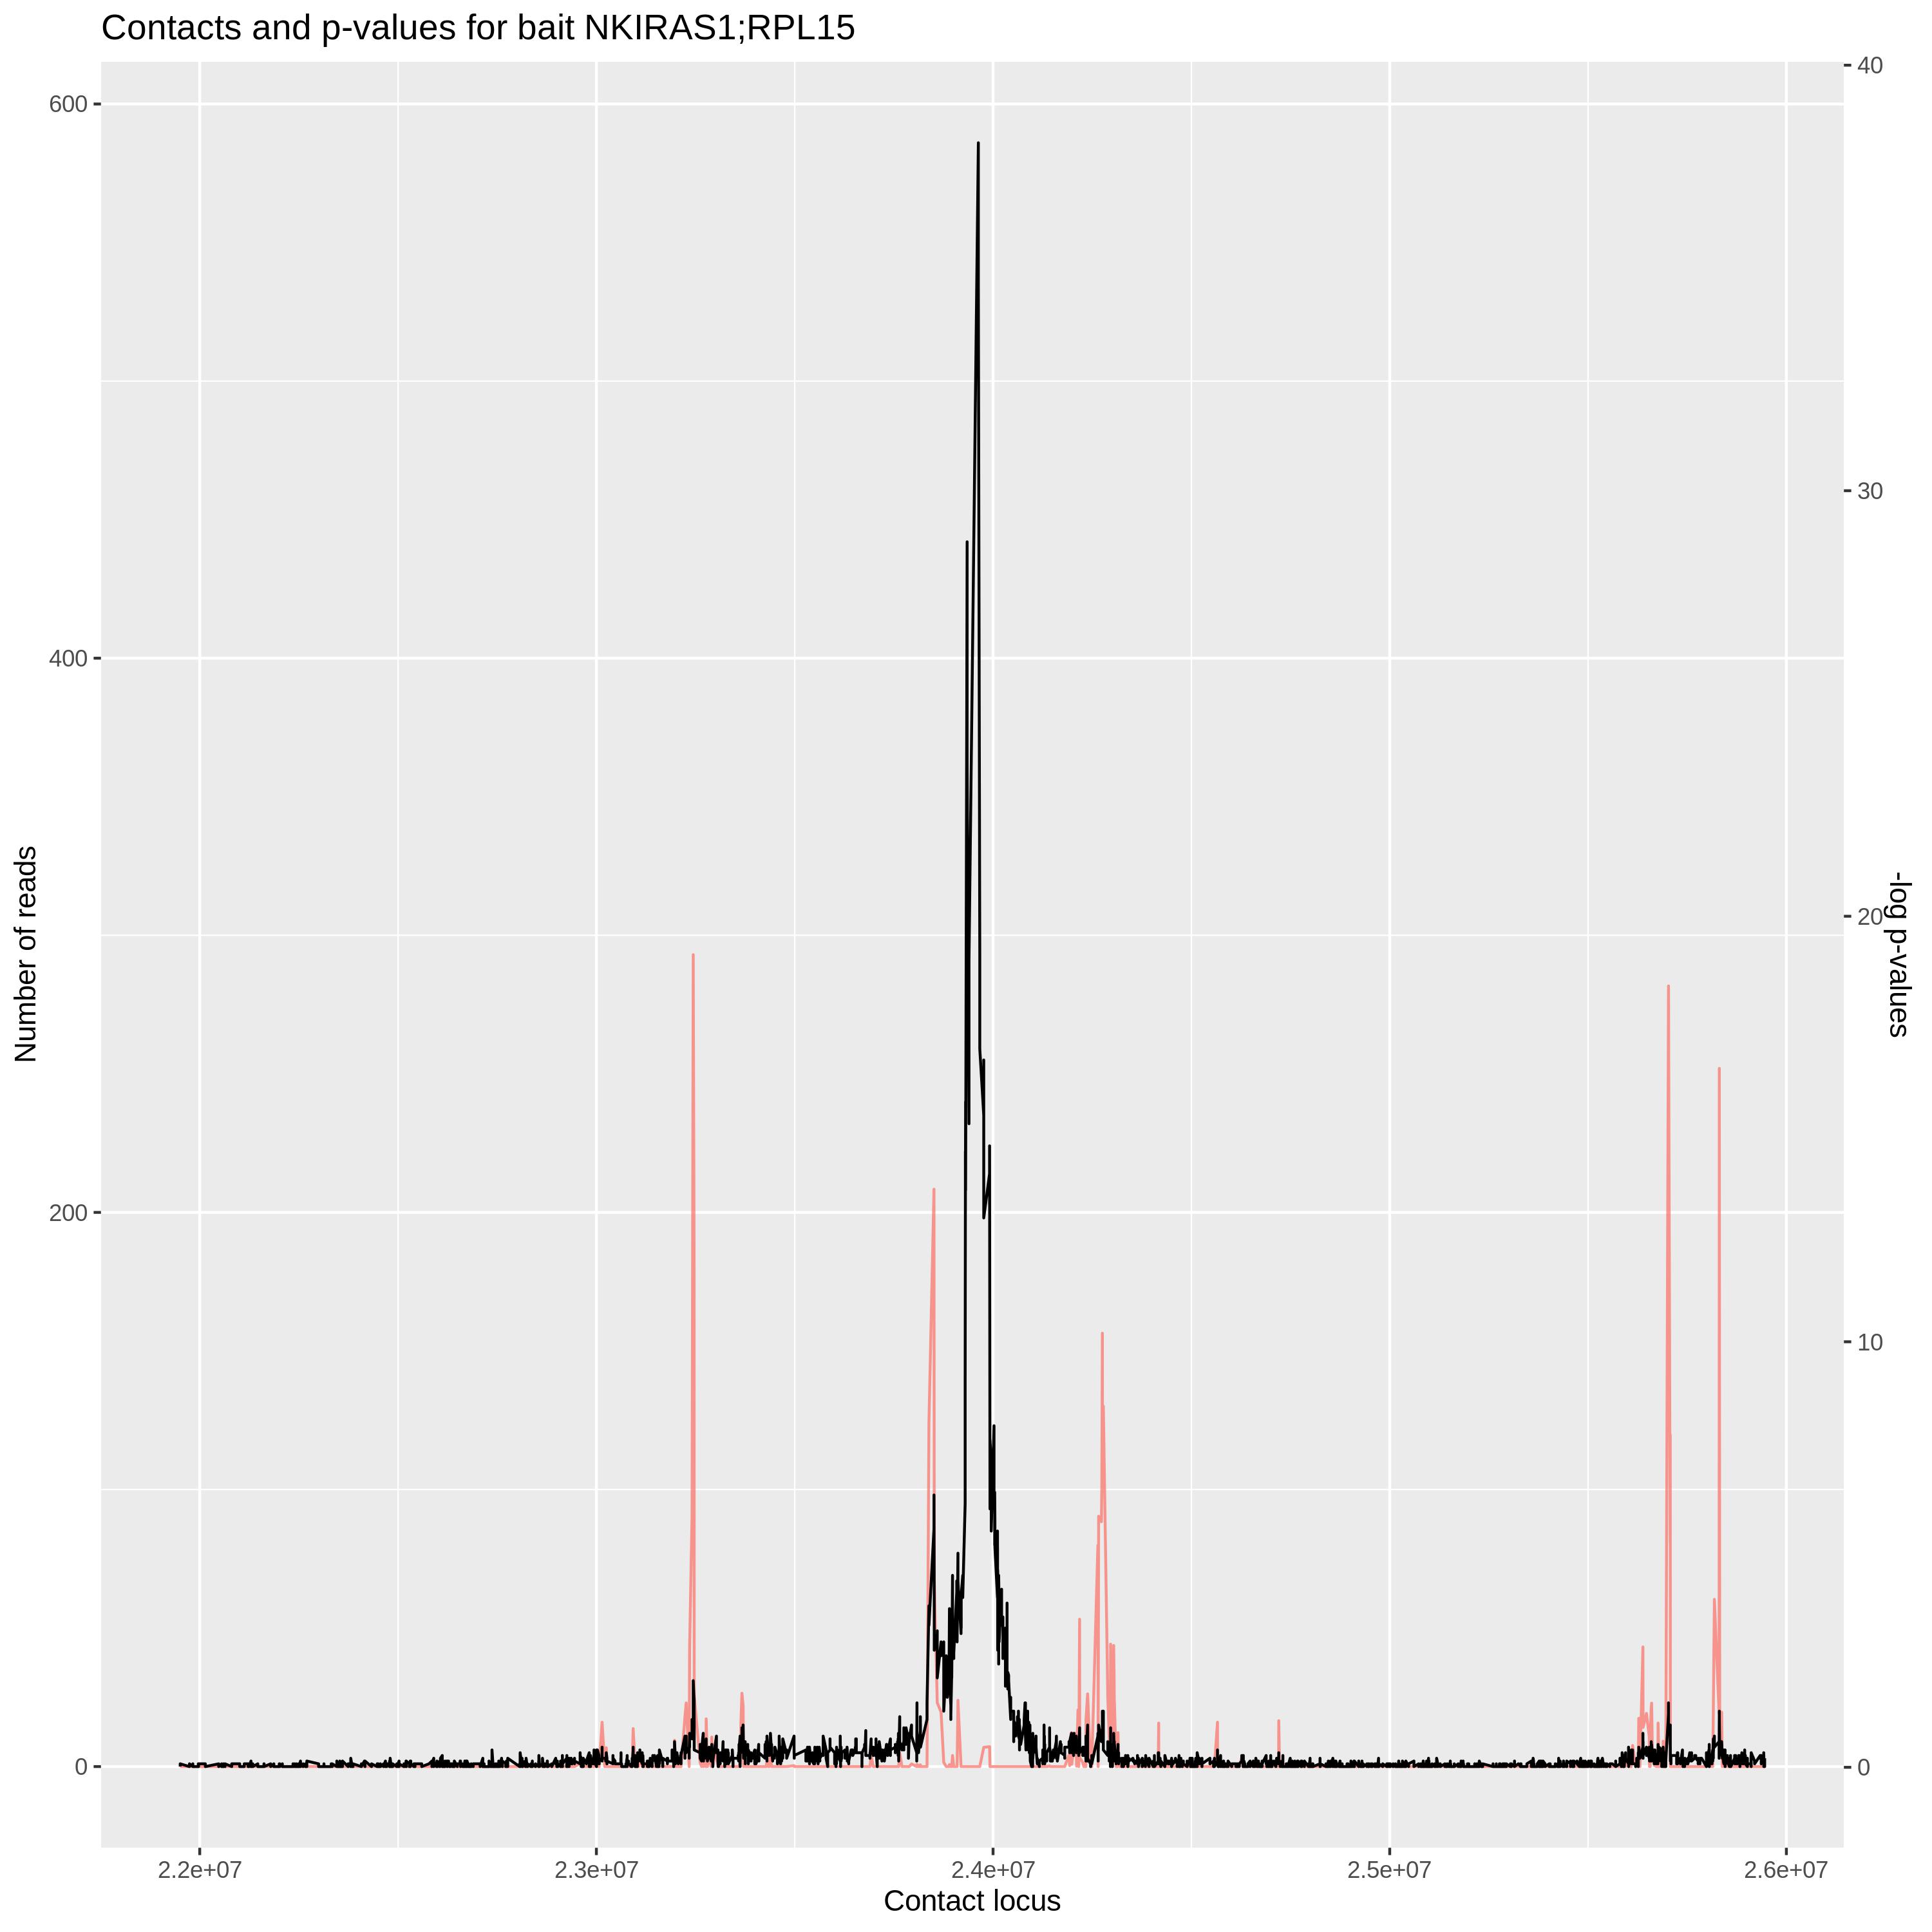 Contacts and p-values for bait NKIRAS1;RPL15
600
400
200
0
Number of reads
40
30
20
10
0
-log p-values
2.2e+07
2.3e+07
2.4e+07
2.5e+07
2.6e+07
Contact locus